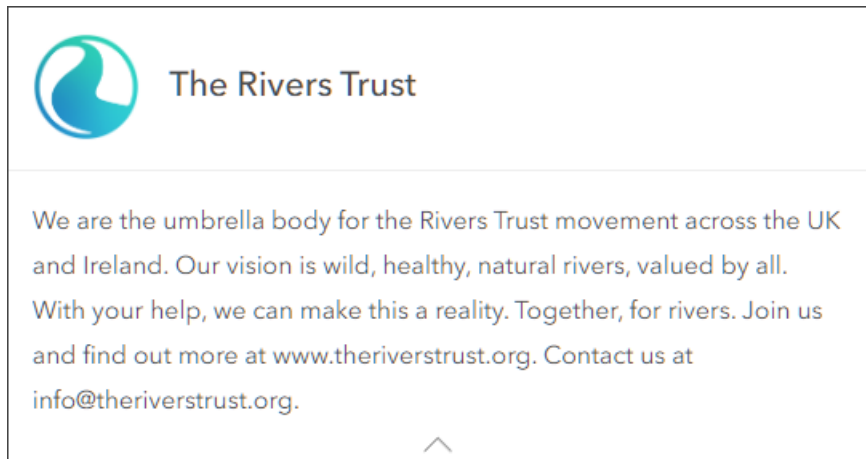 The Rivers Trust
We are the umbrella body for the Rivers Trust movement across the UK
and Ireland. Our vision is wild, healthy, natural rivers, valued by all.
With your help, we can make this a reality. Together, for rivers. Join us
and find out more at www.theriverstrust.org. Contact us at
info@theriverstrust.org.